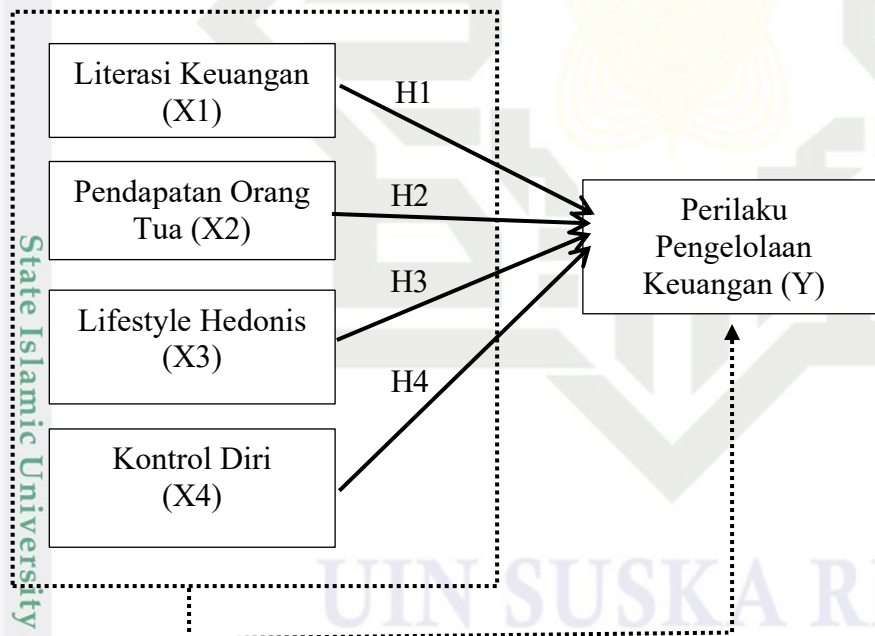 Literasi Keuangan
(X1)
H1
Pendapatan Orang
Tua (X2)
H2
Lifestyle Hedonis
(X3)
H3
Kontrol Diri
(X4)
H4
Perilaku
Pengelolaan
Keuangan (Y)
State Islamic University
UIN SUSKA R